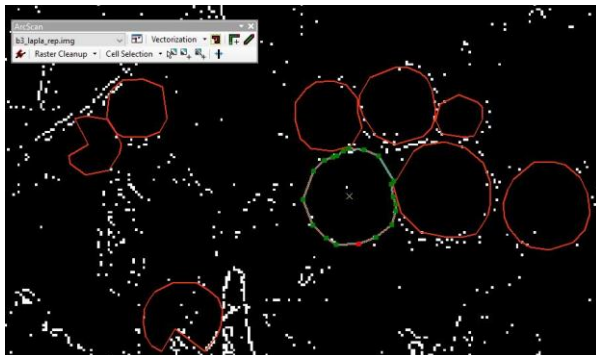 ArcScan
b3_lapla_rep.img Vectorization
Raster Cleanup Cell Selection